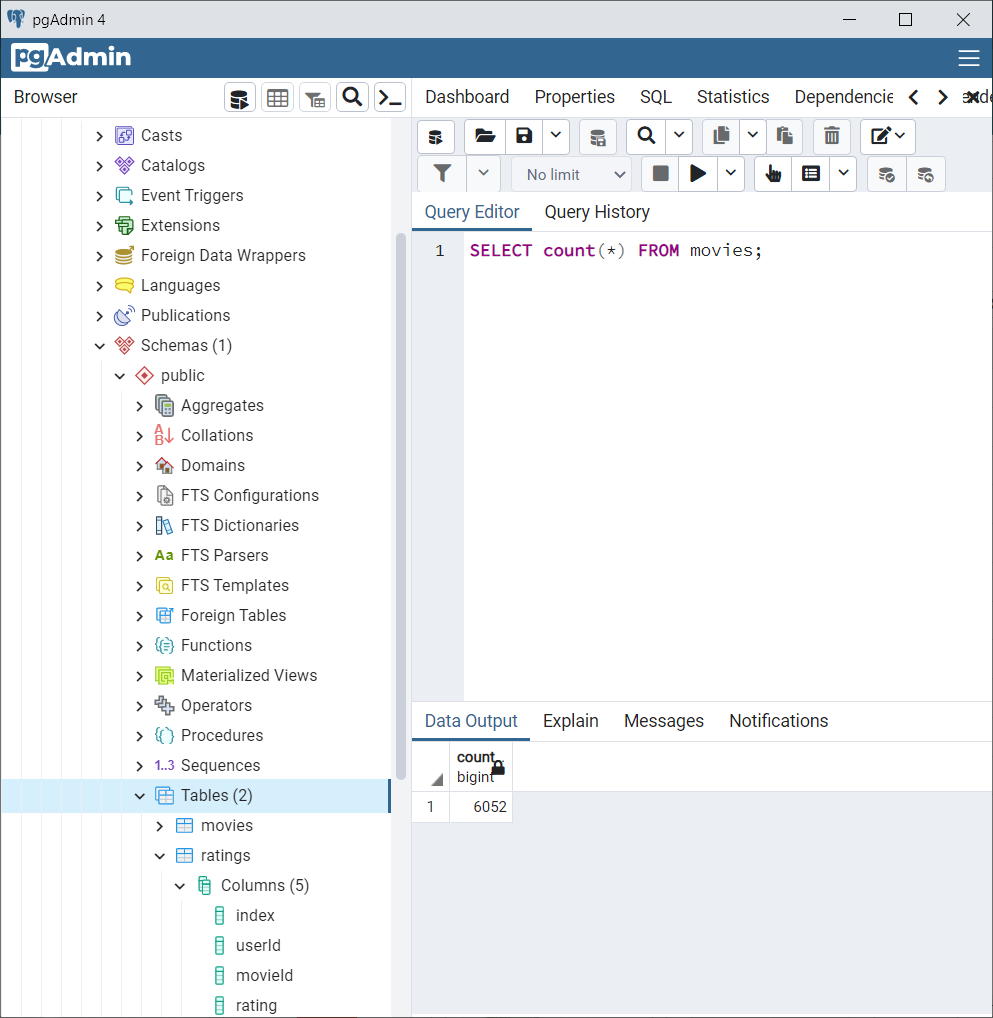 pgAdmin 4
pgAdmin
Browser
Casts
Catalogs
Event Triggers
Extensions
Foreign Data Wrappers
Languages
Publications
Schemas (1)
public
Aggregates
Collations
Domains
FTS Configurations
FTS Dictionaries
Aa FTS Parsers
FTS Templates
Foreign Tables
Functions
Materialized Views
Operators
Procedures
1..3 Sequences
Tables (2)
movies
ratings
Columns (5)
index
userId
movieId
rating
Dashboard Properties SQL Statistics Dependencie
No limit
Query Editor Query History
1 SELECT count(*) FROM movies;
Data Output Explain Messages Notifications
count
bigint
1 6052